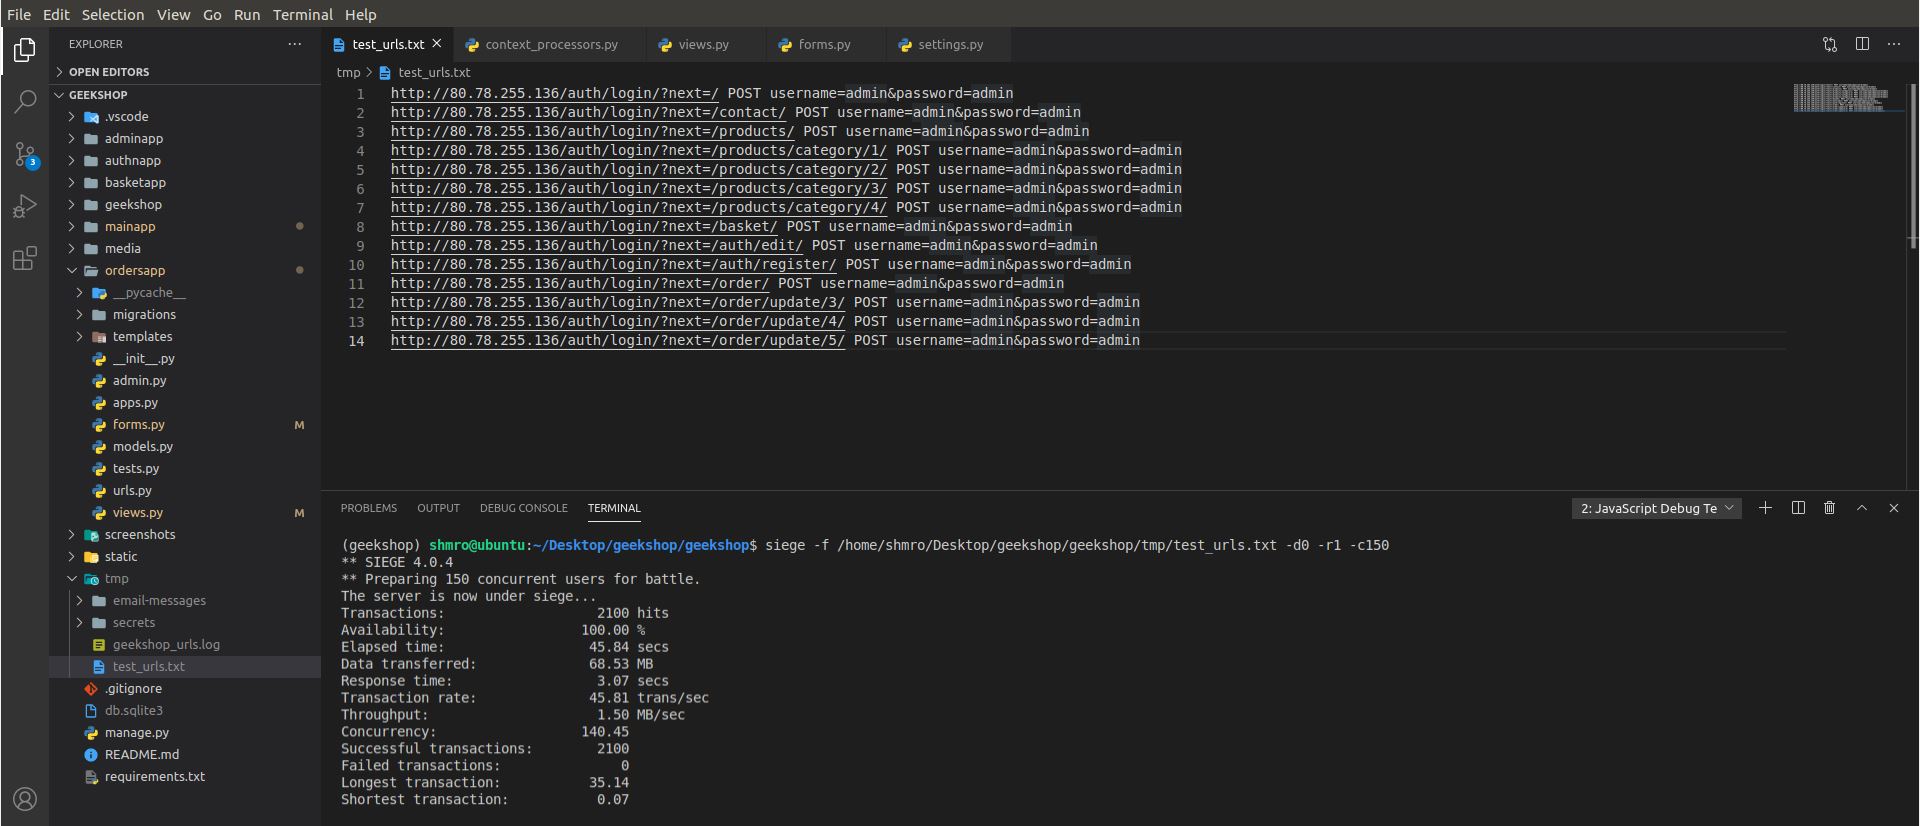 File Edit Selection View Go Run Terminal Help
EXPLORER ···
OPEN EDITORS
GEEKSHOP
.vscode
adminapp
authnapp
basketapp
geekshop
mainapp
media
ordersapp
__pycache__
migrations
templates
__init__.py
admin.py
apps.py
forms.py M
models.py
tests.py
urls.py
views.py M
screenshots
static
tmp
email-messages
secrets
geekshop_urls.log
test_urls.txt
.gitignore
db.sqlite3
manage.py
README.md
requirements.txt
3
test_urls.txt context_processors.py views.py forms.py settings.py
tmp > test_urls.txt
1 http://80.78.255.136/auth/login/?next=/ POST username=admin&password=admin
2 http://80.78.255.136/auth/login/?next=/contact/ POST username=admin&password=admin
3 http://80.78.255.136/auth/login/?next=/products/ POST username=admin&password=admin
4 http://80.78.255.136/auth/login/?next=/products/category/1/ POST username=admin&password=admin
5 http://80.78.255.136/auth/login/?next=/products/category/2/ POST username=admin&password=admin
6 http://80.78.255.136/auth/login/?next=/products/category/3/ POST username=admin&password=admin
7 http://80.78.255.136/auth/login/?next=/products/category/4/ POST username=admin&password=admin
8 http://80.78.255.136/auth/login/?next=/basket/ POST username=admin&password=admin
9 http://80.78.255.136/auth/login/?next=/auth/edit/ POST username=admin&password=admin
10 http://80.78.255.136/auth/login/?next=/auth/register/ POST username=admin&password=admin
11 http://80.78.255.136/auth/login/?next=/order/ POST username=admin&password=admin
12 http://80.78.255.136/auth/login/?next=/order/update/3/ POST username=admin&password=admin
13 http://80.78.255.136/auth/login/?next=/order/update/4/ POST username=admin&password=admin
14 http://80.78.255.136/auth/login/?next=/order/update/5/ POST username=admin&password=admin
PROBLEMS OUTPUT DEBUG CONSOLE TERMINAL 2: JavaScript Debug Te
(geekshop) shmro@ubuntu:~/Desktop/geekshop/geekshop$ siege -f /home/shmro/Desktop/geekshop/geekshop/tmp/test_urls.txt -d0 -r1 -c150
** SIEGE 4.0.4
** Preparing 150 concurrent users for battle.
The server is now under siege...
Transactions: 2100 hits
Availability: 100.00 %
Elapsed time: 45.84 secs
Data transferred: 68.53 MB
Response time: 3.07 secs
Transaction rate: 45.81 trans/sec
Throughput: 1.50 MB/sec
Concurrency: 140.45
Successful transactions: 2100
Failed transactions: 0
Longest transaction: 35.14
Shortest transaction: 0.07